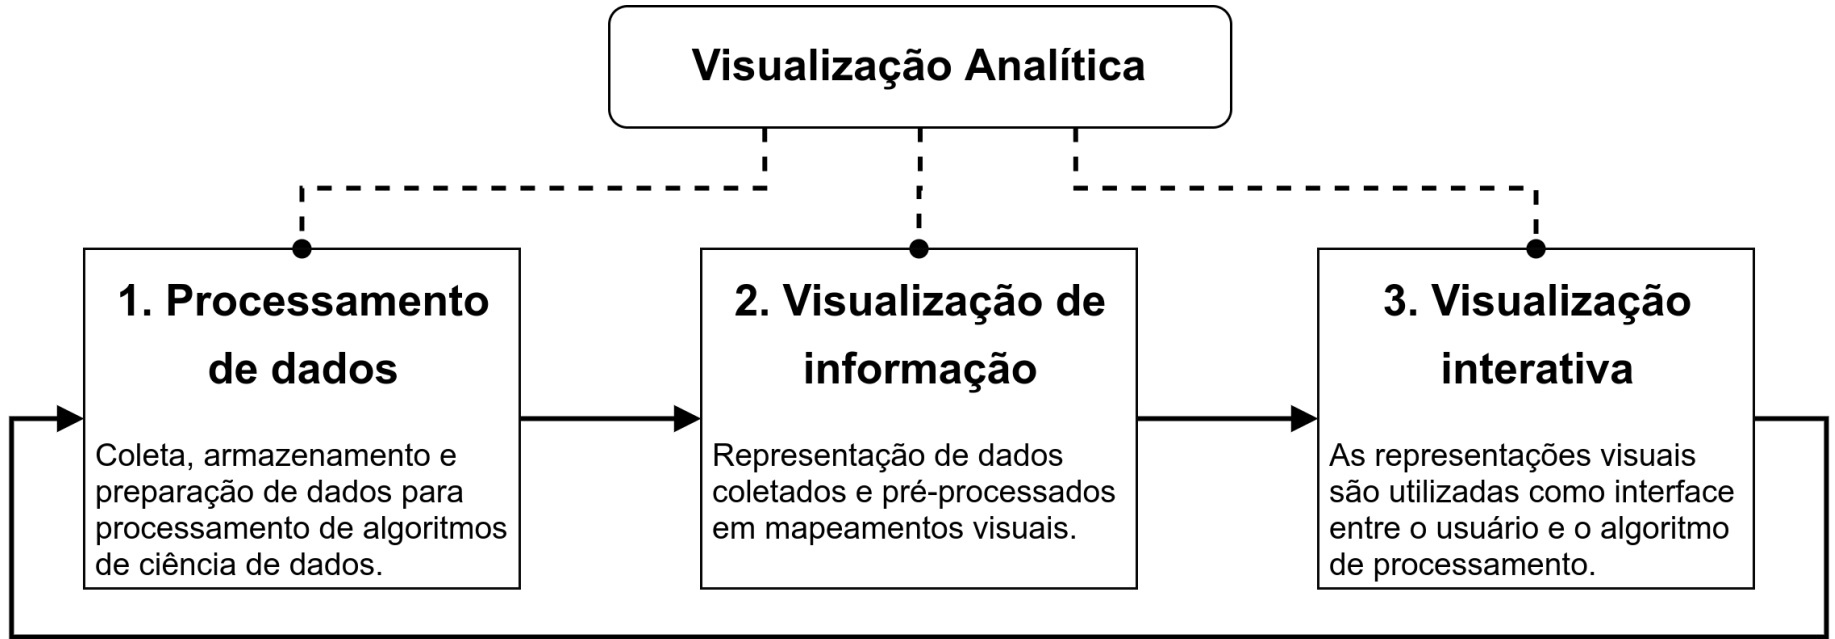 Visualização Analítica
1. Processamento
de dados
Coleta, armazenamento e
preparação de dados para
processamento de algoritmos
de ciência de dados.
2. Visualização de
informação
Representação de dados
coletados e pré-processados
em mapeamentos visuais.
3. Visualização
interativa
As representações visuais
são utilizadas como interface
entre o usuário e o algoritmo
de processamento.